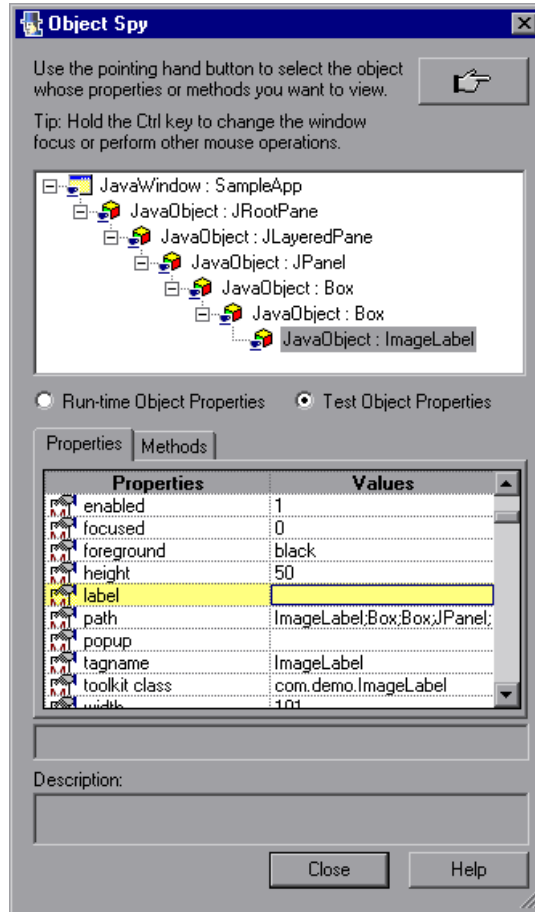 Object Spy
Use the pointing hand button to select the object
whose properties or methods you want to view.
Tip: Hold the Ctrl key to change the window
focus or perform other mouse operations.
JavaWindow : SampleApp
JavaObject : JRootPane
JavaObject : JLayeredPane
JavaObject : JPanel
JavaObject : Box
JavaObject : Box
JavaObject : ImageLabel
Run-time Object Properties Test Object Properties
Properties Methods
Properties Values
enabled 1
focused 0
foreground black
height 50
label
path ImageLabel;Box;Box;JPanel;
popup
tagname ImageLabel
toolkit class com.demo.ImageLabel
width 101
Description:
Close Help